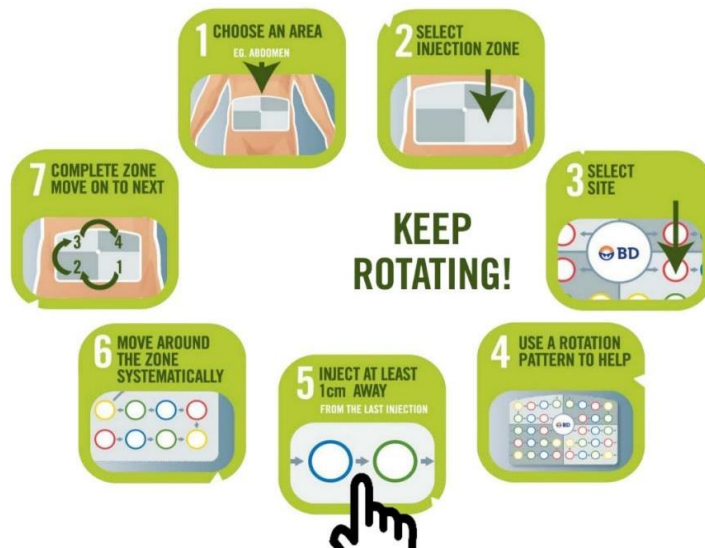 1 CHOOSE AN AREA
EG. ABDOMEN
2 SELECT
INJECTION ZONE
3 SELECT
SITE
BD
4 USE A ROTATION
PATTERN TO HELP
BD
5 INJECT AT LEAST
1cm AWAY
FROM THE LAST INJECTION
6 MOVE AROUND
THE ZONE
SYSTEMATICALLY
7 COMPLETE ZONE
MOVE ON TO NEXT
3 4
2 1
KEEP
ROTATING!